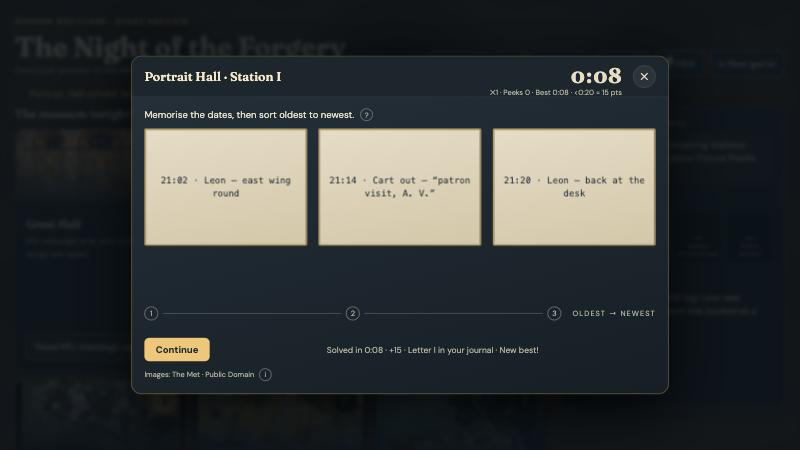 The Night of the Forgery
Portrait Hall · Station I
0:08
×1 · Peeks 0 · Best 0:08 · <0:20 = 15 pts
Memorise the dates, then sort oldest to newest.
?
21:02 · Leon — east wing
round
21:14 · Cart out — “patron
visit, A. V.”
21:20 · Leon — back at the
desk
1
2
3
OLDEST → NEWEST
Continue
Solved in 0:08 · +15 · Letter I in your journal · New best!
Images: The Met · Public Domain
i